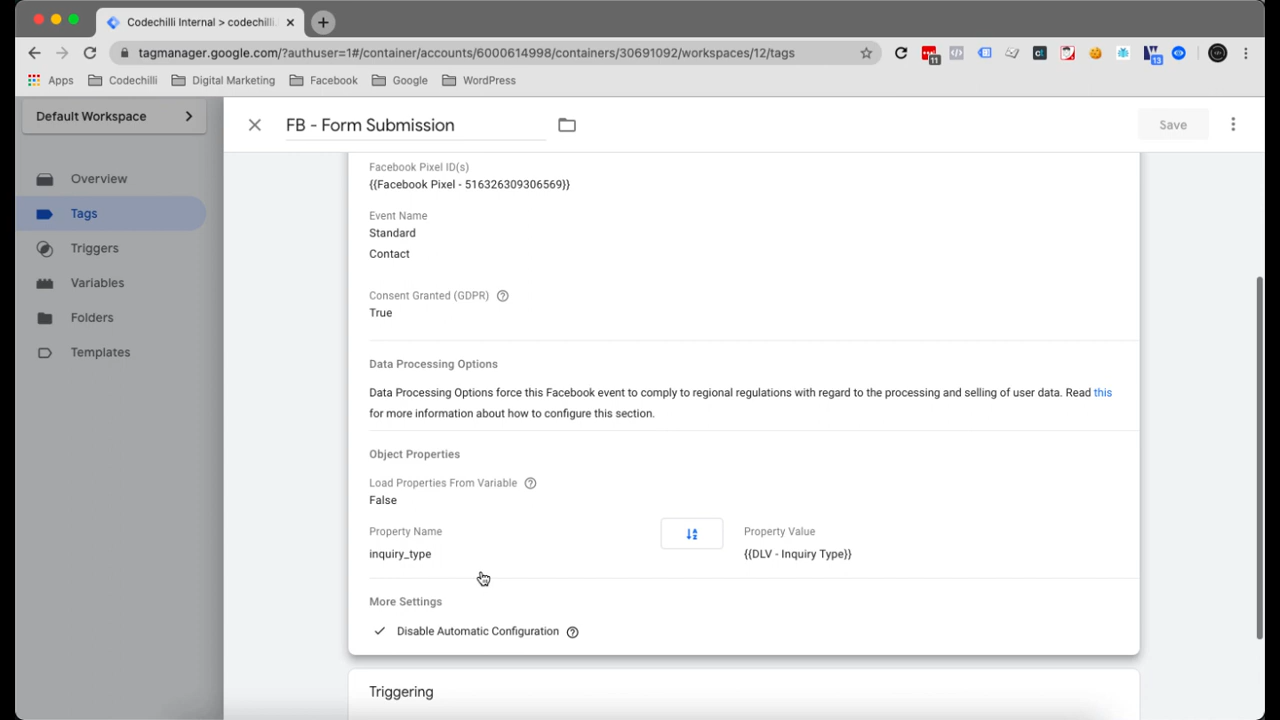 Codechilli Internal > codechilli.
tagmanager.google.com/?authuser=1#/container/accounts/6000614998/containers/30691092/workspaces/12/tags
11
13
Apps Codechilli Digital Marketing Facebook Google WordPress
Default Workspace
FB - Form Submission
Save
Overview
Tags
Triggers
Variables
Folders
Templates
Facebook Pixel ID(s)
{{Facebook Pixel - 516326309306569}}
Event Name
Standard
Contact
Consent Granted (GDPR)
True
Data Processing Options
Data Processing Options force this Facebook event to comply to regional regulations with regard to the processing and selling of user data. Read this
for more information about how to configure this section.
Object Properties
Load Properties From Variable
False
Property Name Property Value
inquiry_type {{DLV - Inquiry Type}}
More Settings
Disable Automatic Configuration
Triggering